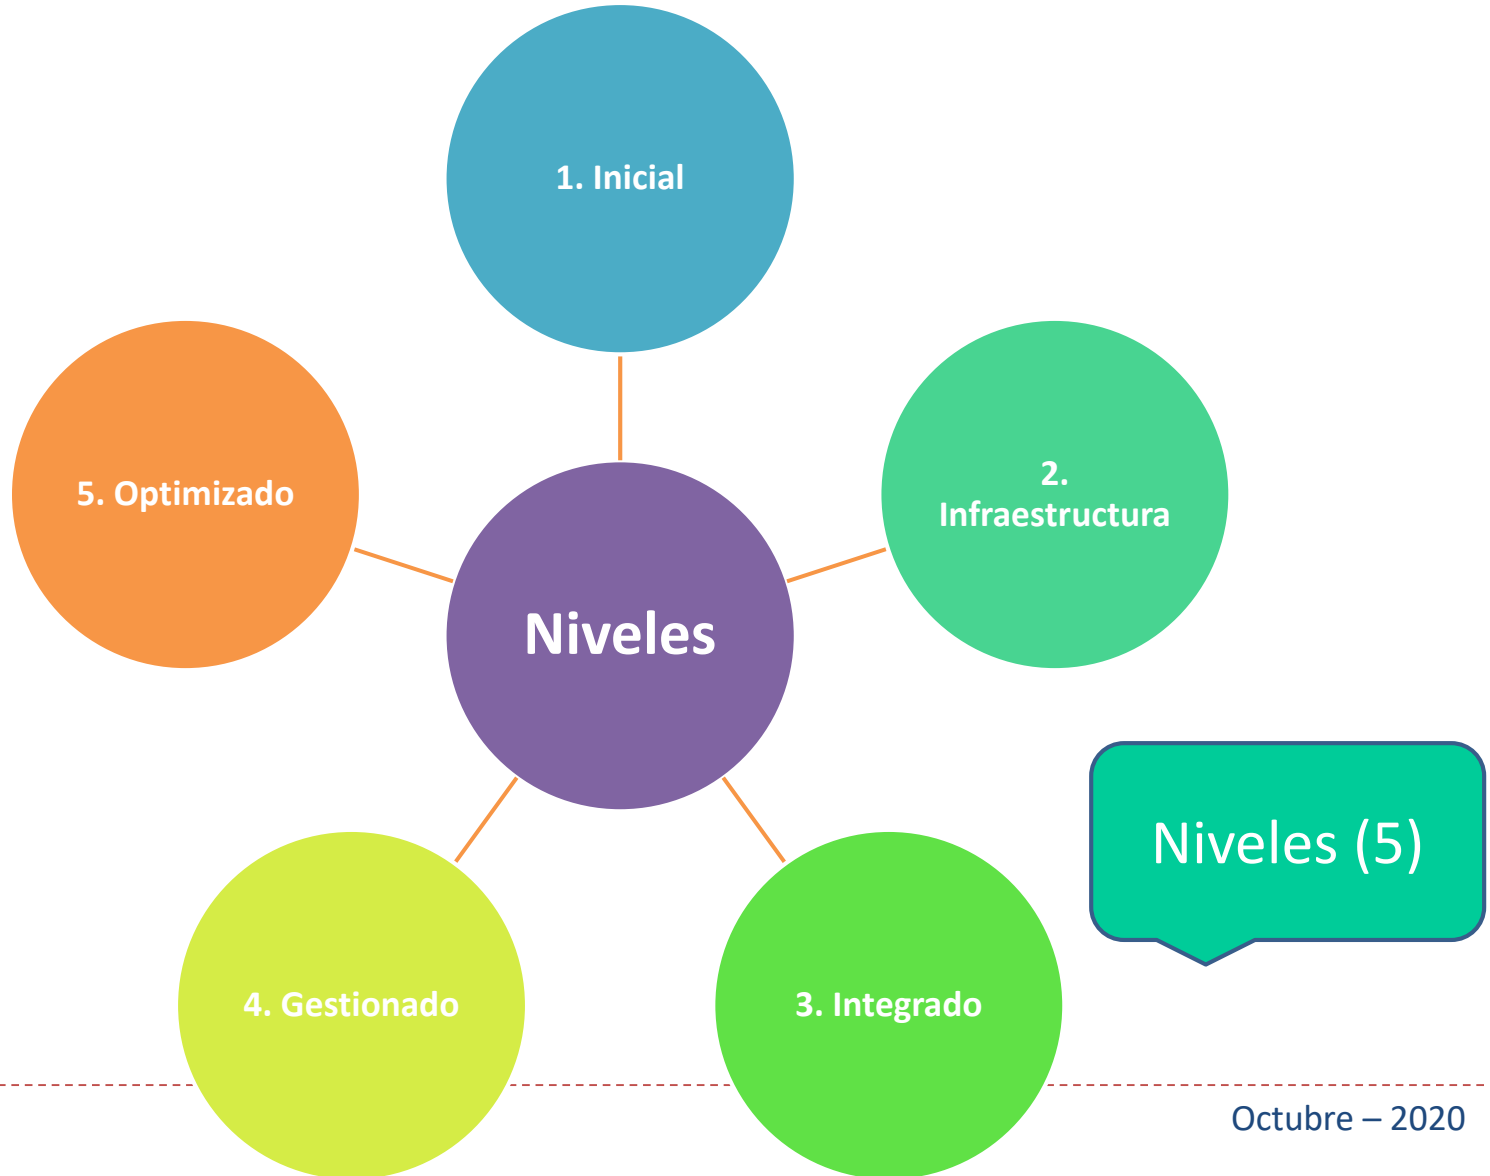 1. Inicial
2.
Infraestructura
3. Integrado
4. Gestionado
5. Optimizado
Niveles
Niveles (5)
Octubre – 2020